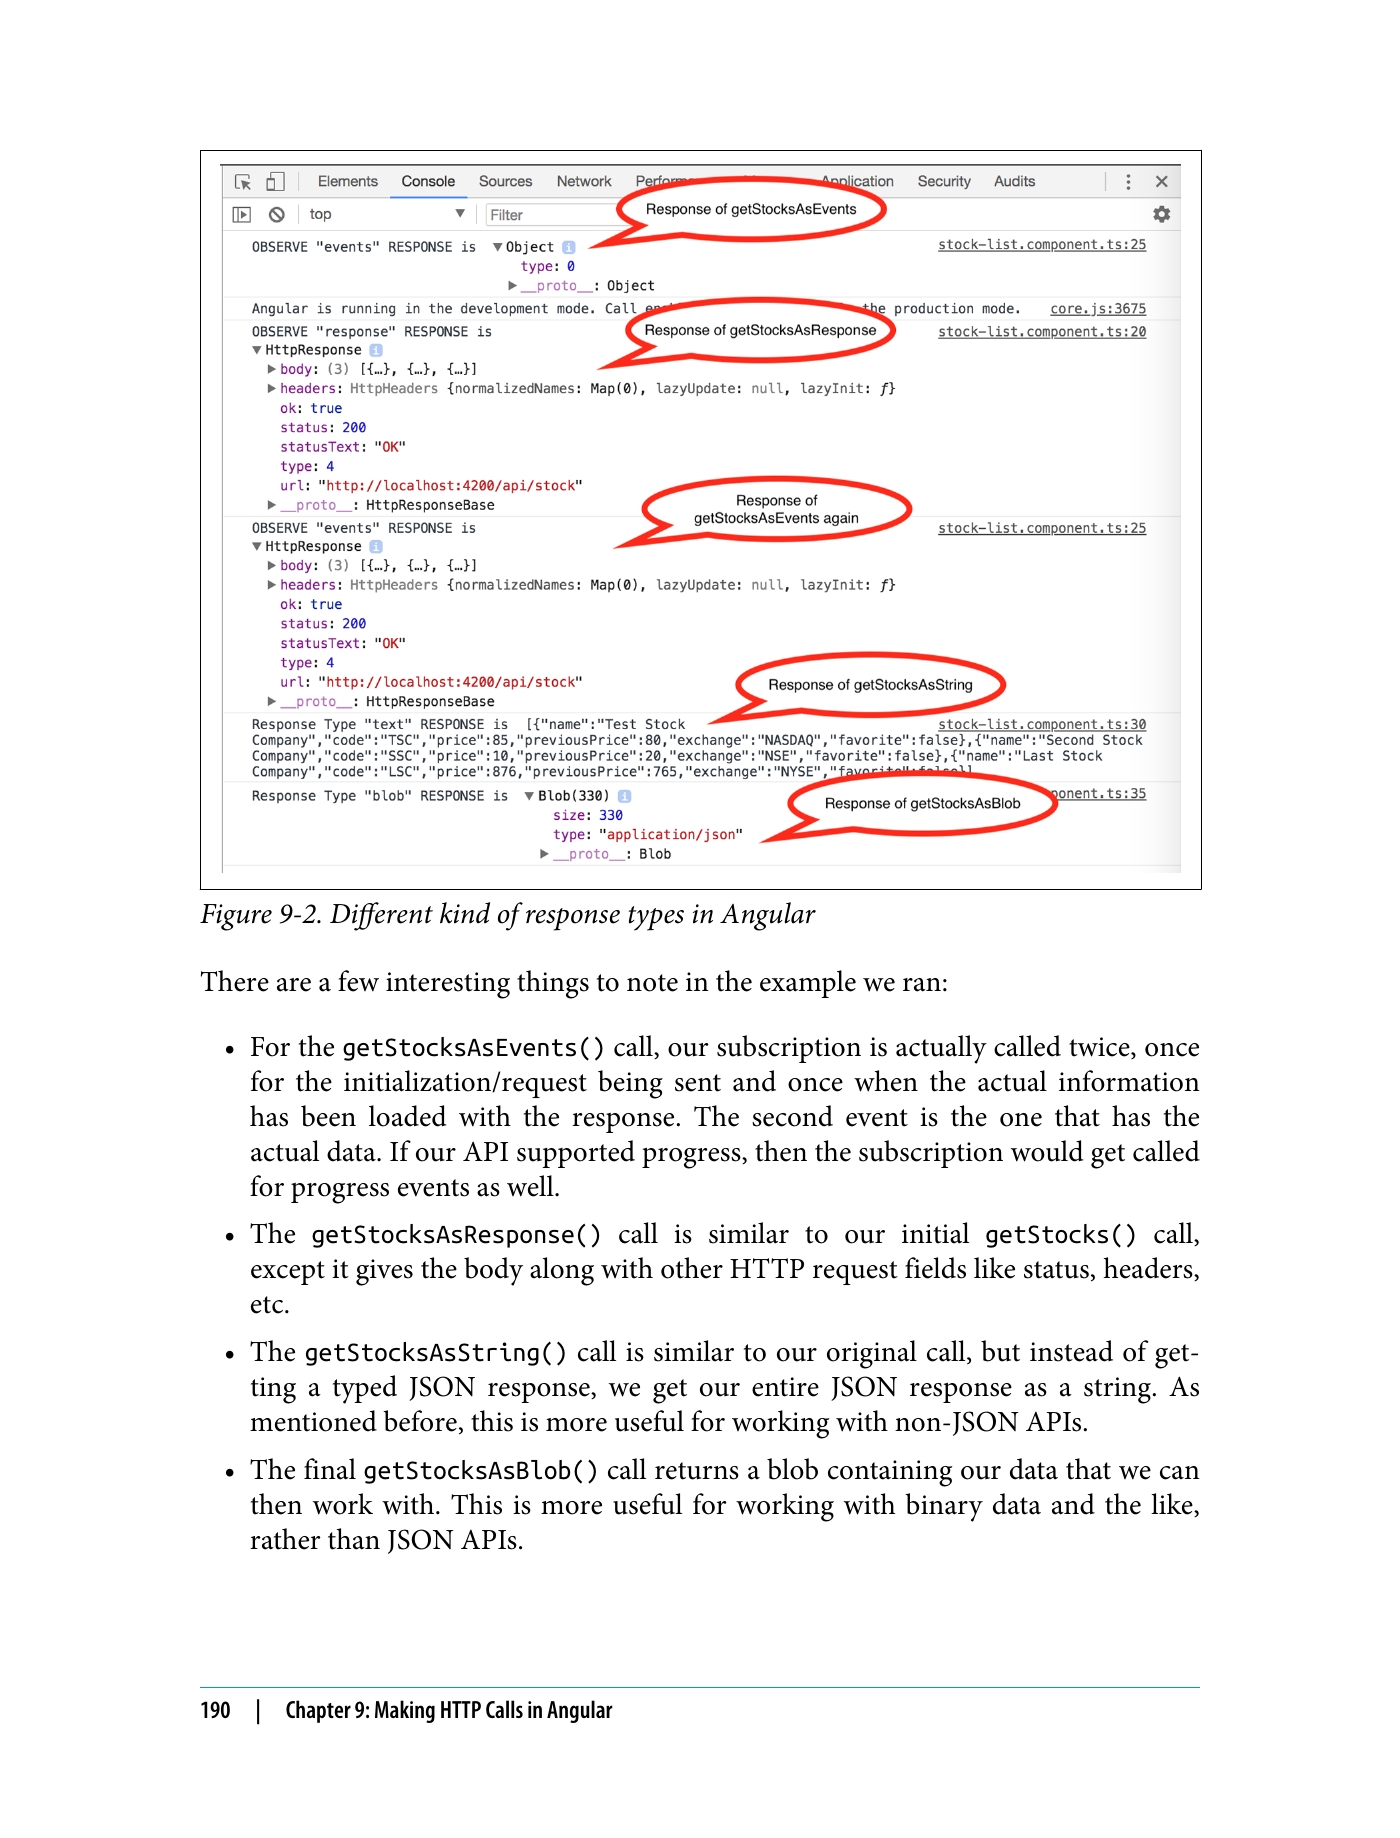 Elements Console Sources Network Application Security Audits
top Filter
Response of getStocksAsEvents
OBSERVE "events" RESPONSE is ▼Object i stock-list.component.ts:25
type: 0
▶__proto__: Object
Angular is running in the development mode. Call the production mode. core.js:3675
OBSERVE "response" RESPONSE is stock-list.component.ts:20
Response of getStocksAsResponse
▼HttpResponse i
▶body: (3) [{…}, {…}, {…}]
▶headers: HttpHeaders {normalizedNames: Map(0), lazyUpdate: null, lazyInit: ƒ}
ok: true
status: 200
statusText: "OK"
type: 4
url: "http://localhost:4200/api/stock"
▶__proto__: HttpResponseBase
Response of
getStocksAsEvents again
OBSERVE "events" RESPONSE is stock-list.component.ts:25
▼HttpResponse i
▶body: (3) [{…}, {…}, {…}]
▶headers: HttpHeaders {normalizedNames: Map(0), lazyUpdate: null, lazyInit: ƒ}
ok: true
status: 200
statusText: "OK"
type: 4
url: "http://localhost:4200/api/stock"
▶__proto__: HttpResponseBase
Response of getStocksAsString
Response Type "text" RESPONSE is [{"name":"Test Stock stock-list.component.ts:30
Company","code":"TSC","price":85,"previousPrice":80,"exchange":"NASDAQ","favorite":false},{"name":"Second Stock
Company","code":"SSC","price":10,"previousPrice":20,"exchange":"NSE","favorite":false},{"name":"Last Stock
Company","code":"LSC","price":876,"previousPrice":765,"exchange":"NYSE","favorite":false}]
Response Type "blob" RESPONSE is ▼Blob(330) i onent.ts:35
Response of getStocksAsBlob
size: 330
type: "application/json"
▶__proto__: Blob
Figure 9-2. Different kind of response types in Angular
There are a few interesting things to note in the example we ran:
• For the getStocksAsEvents() call, our subscription is actually called twice, once
for the initialization/request being sent and once when the actual information
has been loaded with the response. The second event is the one that has the
actual data. If our API supported progress, then the subscription would get called
for progress events as well.
• The getStocksAsResponse() call is similar to our initial getStocks() call,
except it gives the body along with other HTTP request fields like status, headers,
etc.
• The getStocksAsString() call is similar to our original call, but instead of get-
ting a typed JSON response, we get our entire JSON response as a string. As
mentioned before, this is more useful for working with non-JSON APIs.
• The final getStocksAsBlob() call returns a blob containing our data that we can
then work with. This is more useful for working with binary data and the like,
rather than JSON APIs.
190 | Chapter 9: Making HTTP Calls in Angular